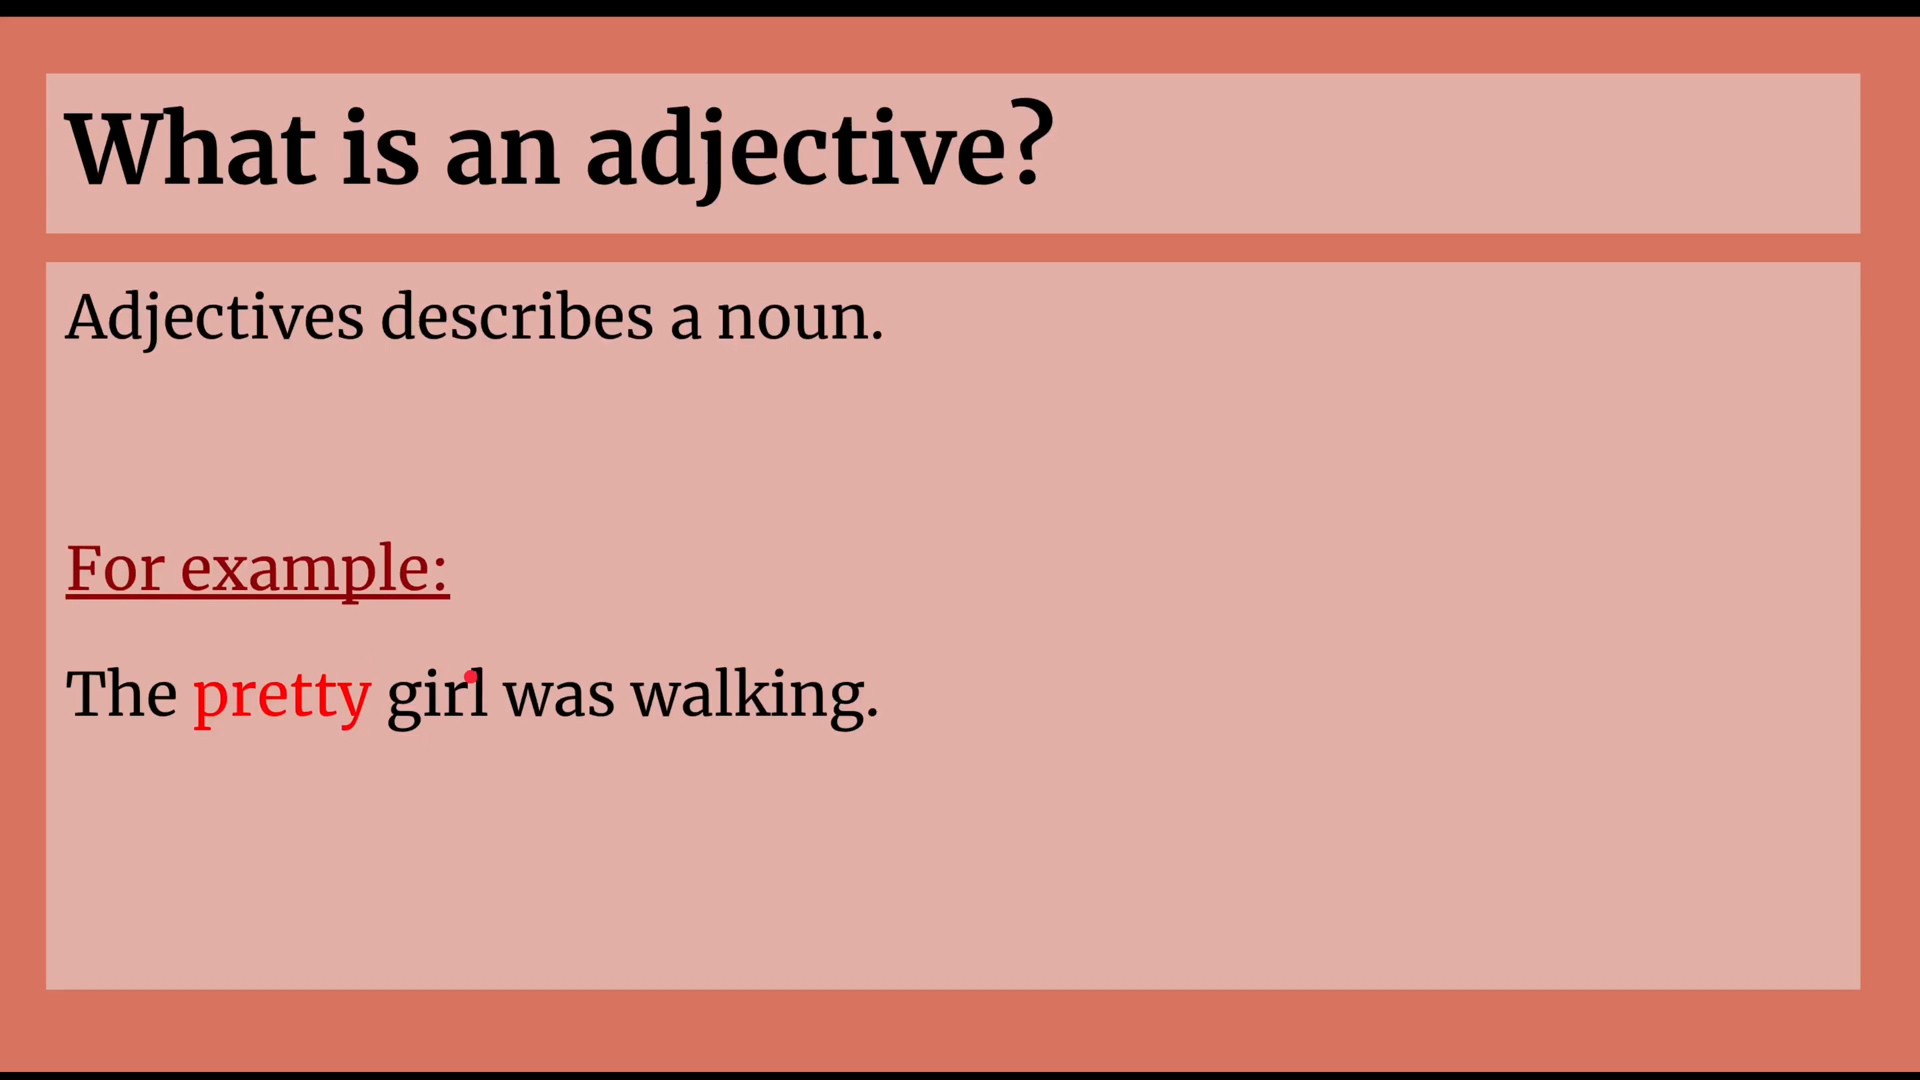 What is an adjective?
Adjectives describes a noun.
For example:
The pretty girl was walking.